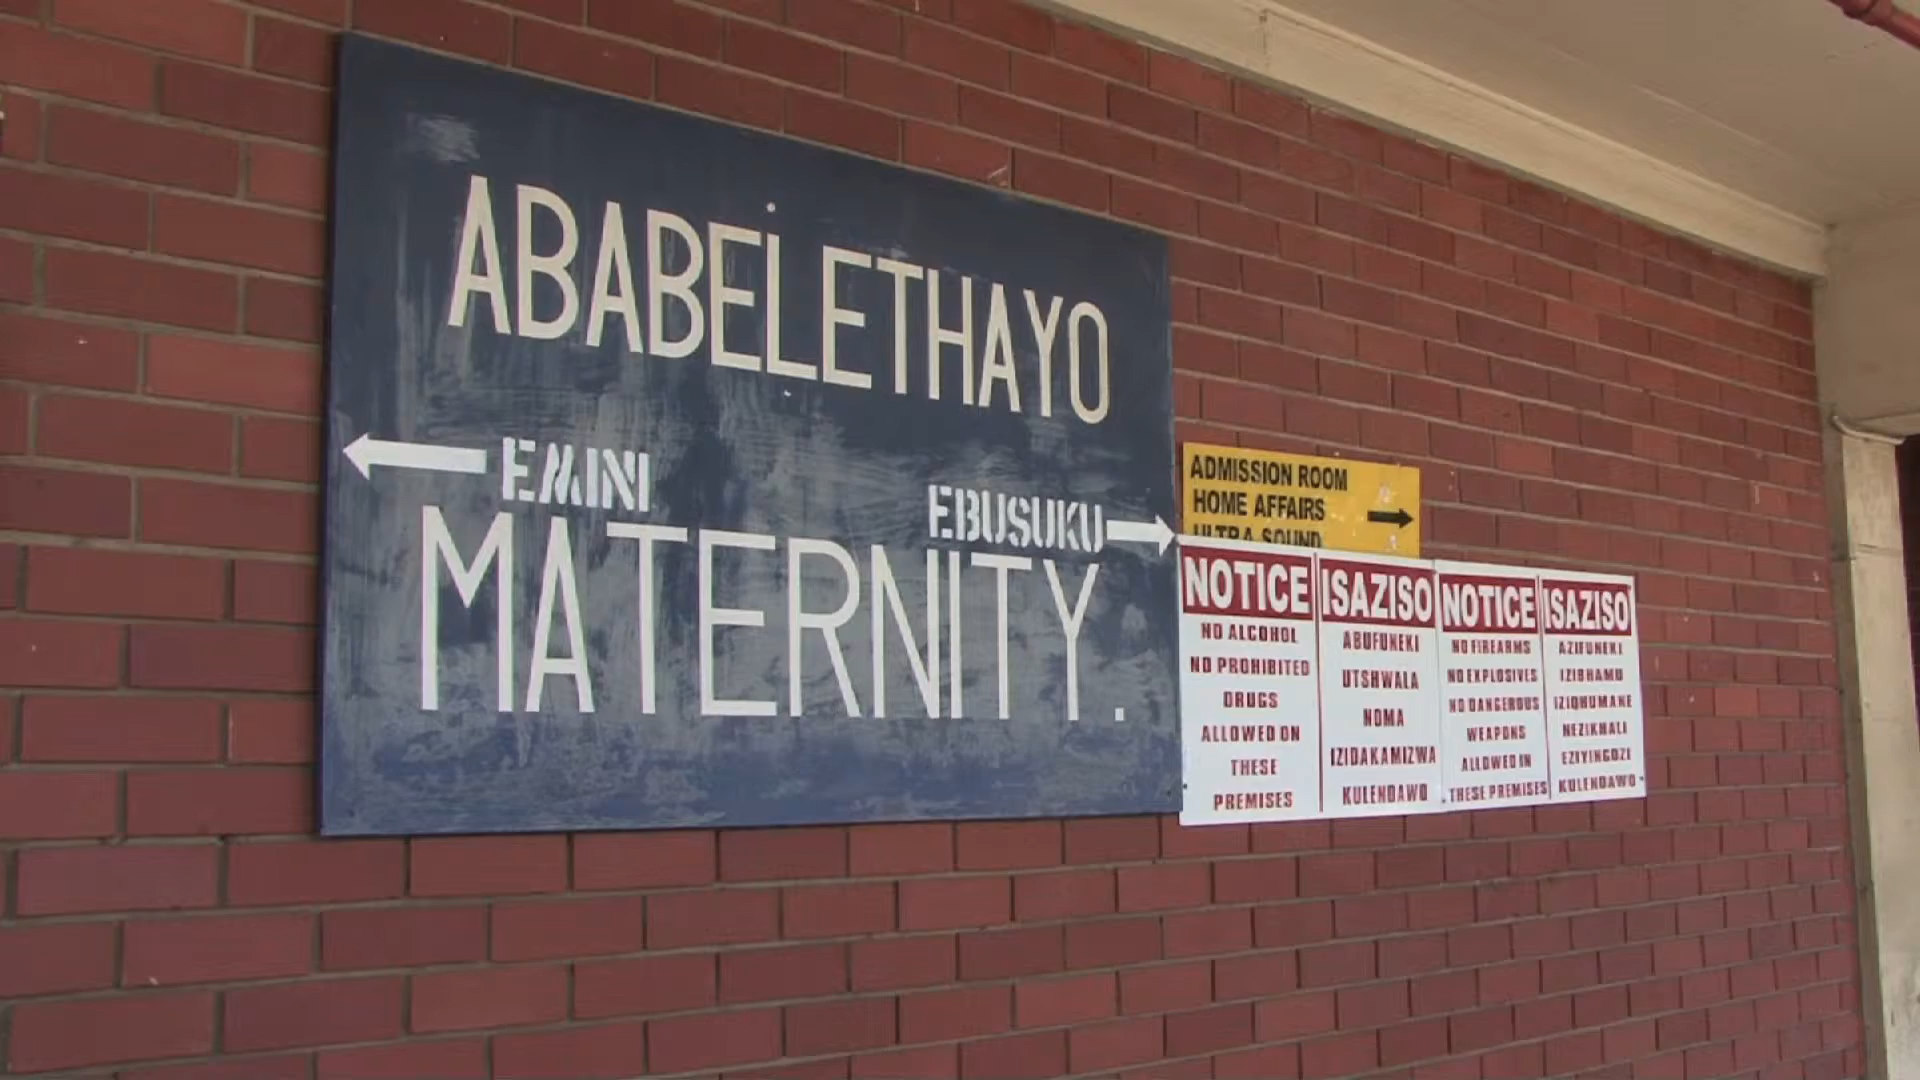 ABABELETHAYO
EMINI
EBUSUKU
MATERNITY.
ADMISSION ROOM
HOME AFFAIRS
ULTRA SOUND
NOTICE
NO ALCOHOL
NO PROHIBITED
DRUGS
ALLOWED ON
THESE
PREMISES
ISAZISO
ABUFUNEKI
UTSHWALA
NOMA
IZIDAKAMIZWA
KULENDAWO
NOTICE
NO FIREARMS
NO EXPLOSIVES
NO DANGEROUS
WEAPONS
ALLOWED IN
THESE PREMISES
ISAZISO
AZIFUNEKI
IZIBHAMU
IZIQHUMANE
NEZIKHALI
EZIYINGOZI
KULENDAWO